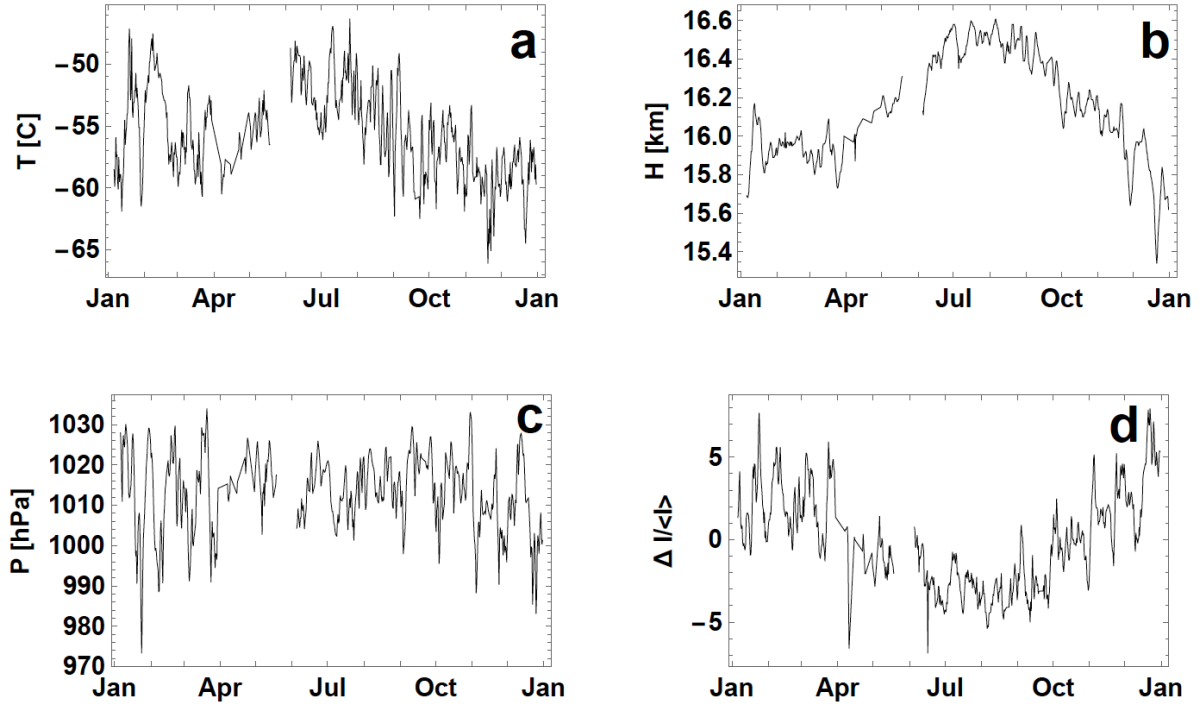 a
T [C]
−50
−55
−60
−65
Jan Apr Jul Oct Jan
b
H [km]
16.6
16.4
16.2
16.0
15.8
15.6
15.4
Jan Apr Jul Oct Jan
c
P [hPa]
1030
1020
1010
1000
990
980
970
Jan Apr Jul Oct Jan
d
Δ I/<I>
5
0
−5
Jan Apr Jul Oct Jan